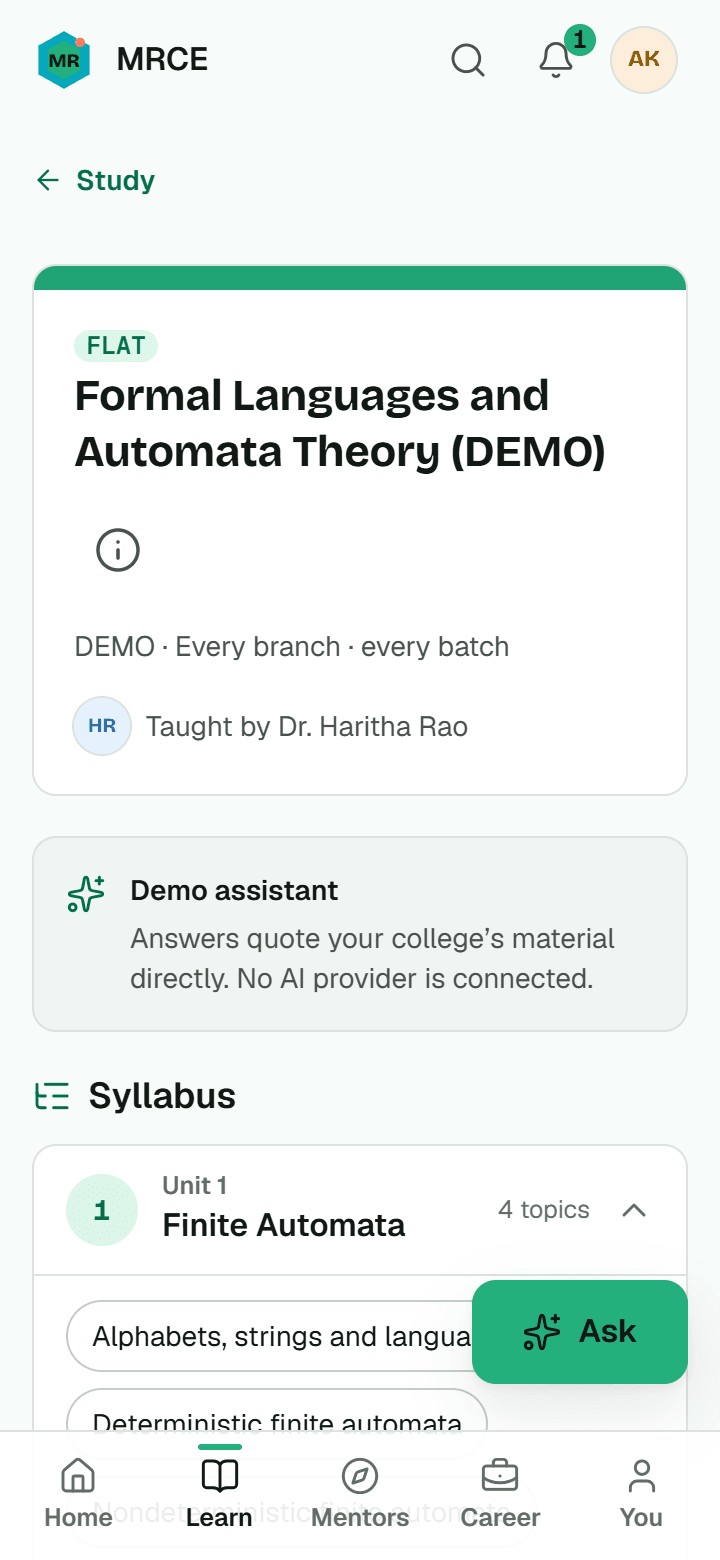 MR
MRCE
1
AK
Study
FLAT
Formal Languages and
Automata Theory (DEMO)
DEMO · Every branch · every batch
HR
Taught by Dr. Haritha Rao
Demo assistant
Answers quote your college’s material
directly. No AI provider is connected.
Syllabus
1
Unit 1
Finite Automata
4 topics
Alphabets, strings and langua
Ask
Deterministic finite automata
Nondeterministic finite automata
Home
Learn
Mentors
Career
You